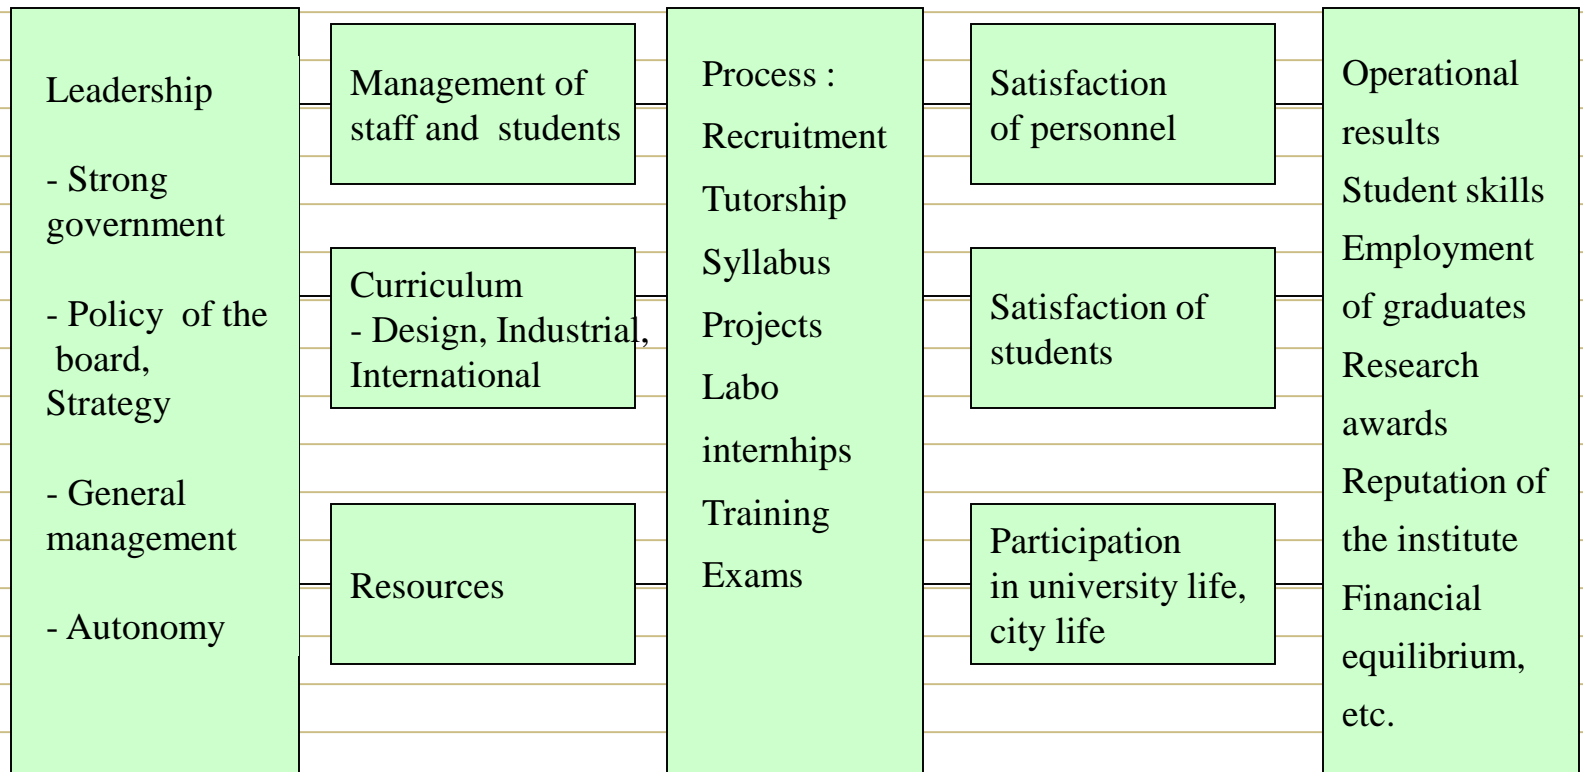 Leadership
- Strong
government
- Policy of the
board,
Strategy
- General
management
- Autonomy
Management of
staff and students
Curriculum
- Design, Industrial,
International
Resources
Process :
Recruitment
Tutorship
Syllabus
Projects
Labo
internhips
Training
Exams
Satisfaction
of personnel
Satisfaction of
students
Participation
in university life,
city life
Operational
results
Student skills
Employment
of graduates
Research
awards
Reputation of
the institute
Financial
equilibrium,
etc.